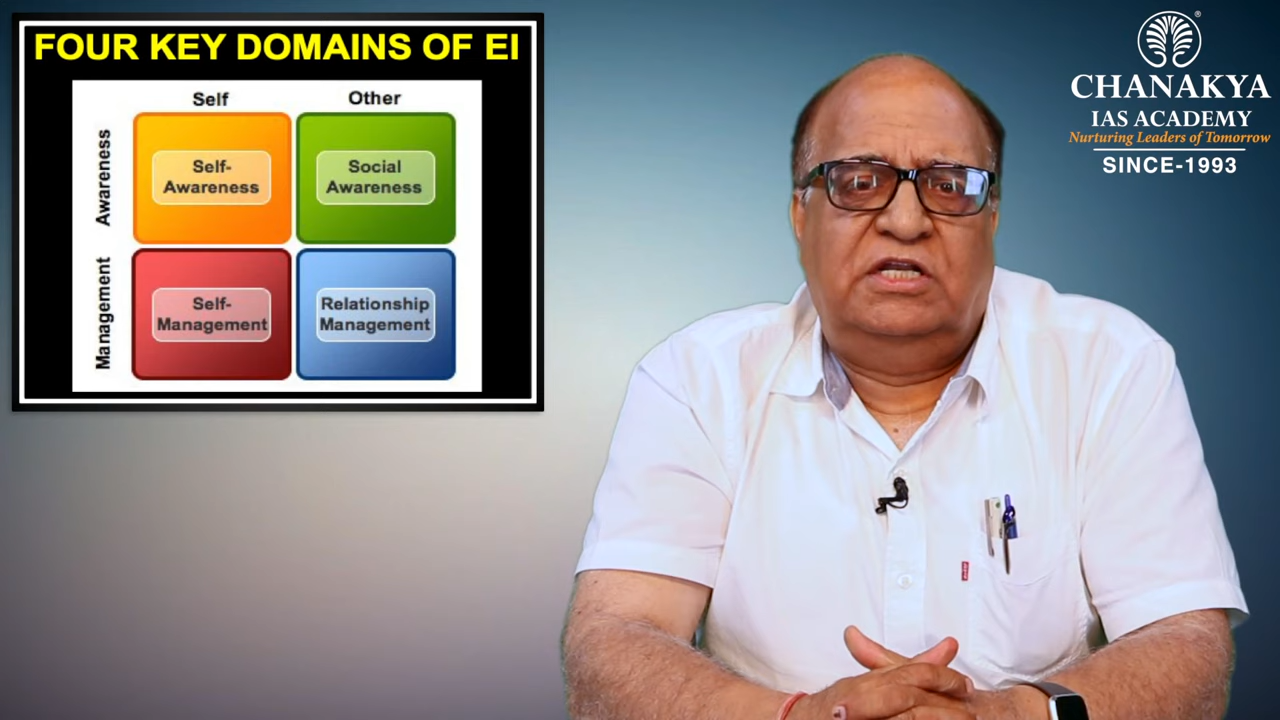 FOUR KEY DOMAINS OF EI
Self
Other
Awareness
Self-
Awareness
Social
Awareness
Management
Self-
Management
Relationship
Management
CHANAKYA
®
IAS ACADEMY
Nurturing Leaders of Tomorrow
SINCE-1993